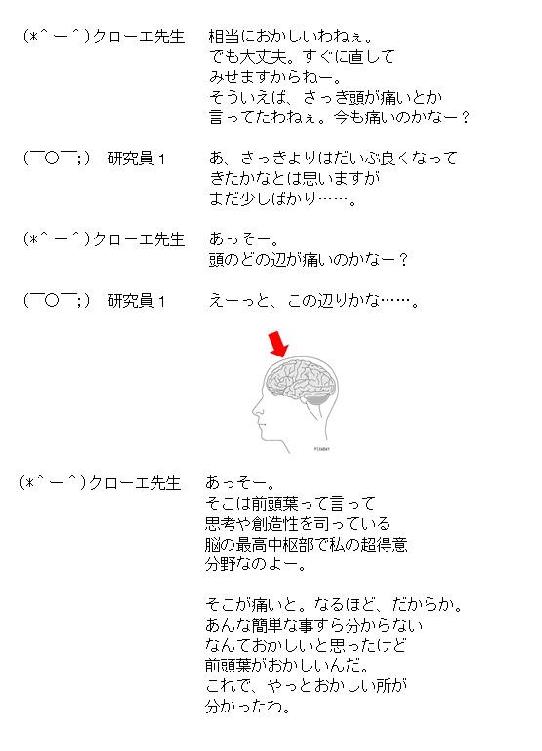 (*＾ー＾)クローエ先生　相当におかしいわねぇ。
でも大丈夫。すぐに直して
みせますからねー。
そういえば、さっき頭が痛いとか
言ってたわねぇ。今も痛いのかなー？
(￣〇￣;)　研究員１　あ、さっきよりはだいぶ良くなって
きたかなとは思いますが
まだ少しばかり……。
(*＾ー＾)クローエ先生　あっそー。
頭のどの辺が痛いのかなー？
(￣〇￣;)　研究員１　えーっと、この辺りかな……。
PIXABAY
(*＾ー＾)クローエ先生　あっそー。
そこは前頭葉って言って
思考や創造性を司っている
脳の最高中枢部で私の超得意
分野なのよー。
そこが痛いと。なるほど、だからか。
あんな簡単な事すら分からない
なんておかしいと思ったけど
前頭葉がおかしいんだ。
これで、やっとおかしい所が
分かったわ。